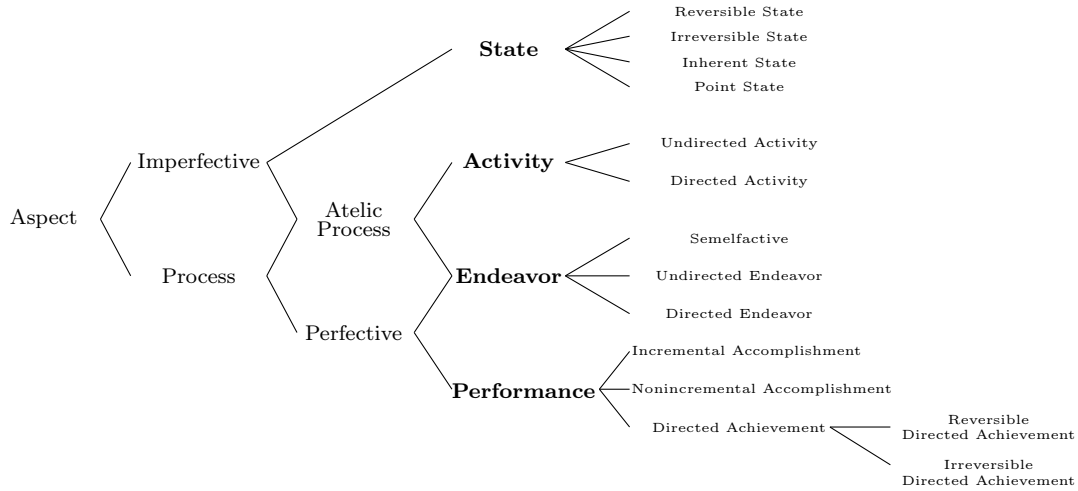 Reversible State
Irreversible State
State
Inherent State
Point State
Undirected Activity
Imperfective
Activity
Directed Activity
Aspect
Atelic
Process
Semelfactive
Process
Endeavor
Undirected Endeavor
Directed Endeavor
Perfective
Incremental Accomplishment
Performance
Nonincremental Accomplishment
Directed Achievement
Reversible
Directed Achievement
Irreversible
Directed Achievement